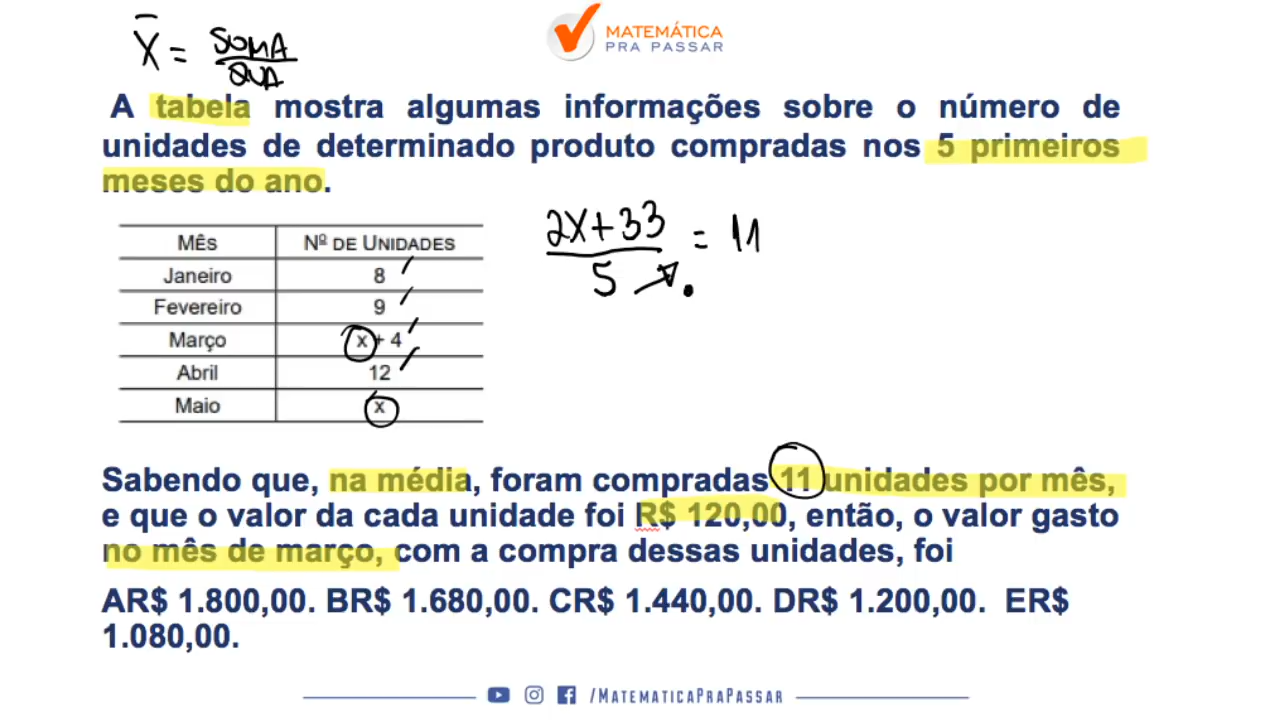 X = SOMA
QUA
MATEMÁTICA
PRA PASSAR
A tabela mostra algumas informações sobre o número de
unidades de determinado produto compradas nos 5 primeiros
meses do ano.
MÊS Nº DE UNIDADES
Janeiro 8
Fevereiro 9
Março x + 4
Abril 12
Maio x
2X+33 = 11
5
Sabendo que, na média, foram compradas 11 unidades por mês,
e que o valor da cada unidade foi R$ 120,00, então, o valor gasto
no mês de março, com a compra dessas unidades, foi
AR$ 1.800,00. BR$ 1.680,00. CR$ 1.440,00. DR$ 1.200,00. ER$
1.080,00.
/MATEMATICAPRAPASSAR